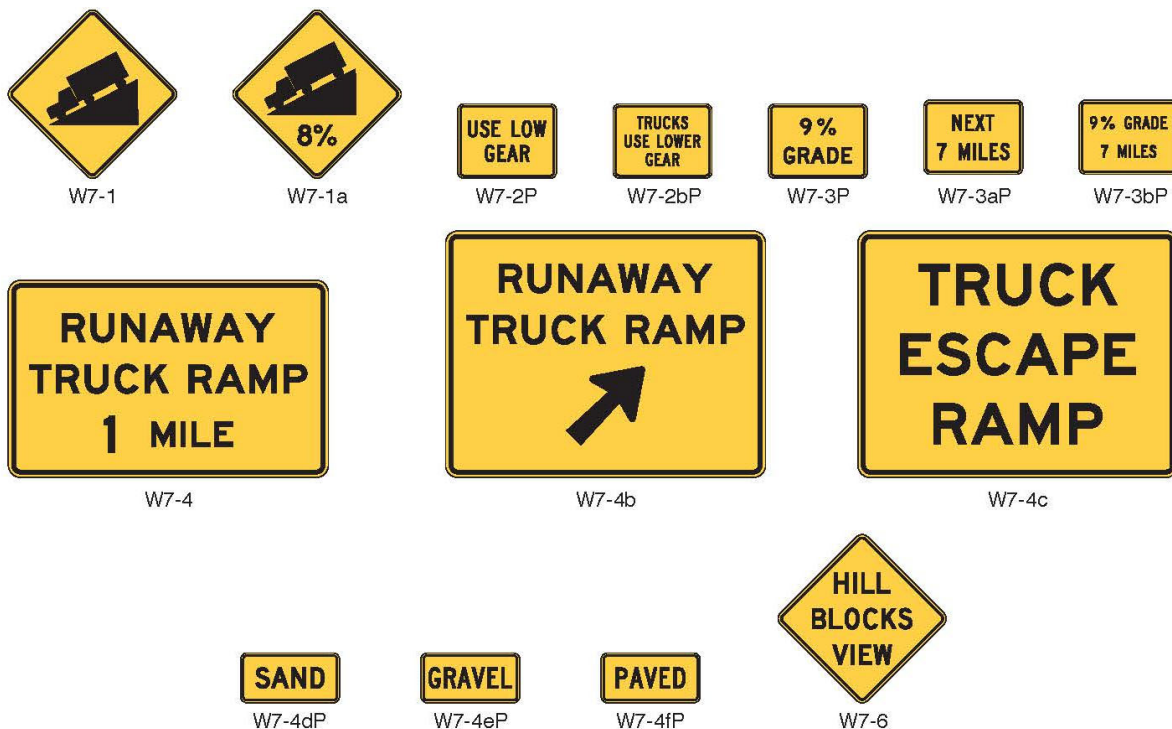 8%
W7-1
W7-1a
USE LOW
GEAR
W7-2P
TRUCKS
USE LOWER
GEAR
W7-2bP
9%
GRADE
W7-3P
NEXT
7 MILES
W7-3aP
9% GRADE
7 MILES
W7-3bP
RUNAWAY
TRUCK RAMP
1 MILE
W7-4
RUNAWAY
TRUCK RAMP
W7-4b
TRUCK
ESCAPE
RAMP
W7-4c
SAND
W7-4dP
GRAVEL
W7-4eP
PAVED
W7-4fP
HILL
BLOCKS
VIEW
W7-6